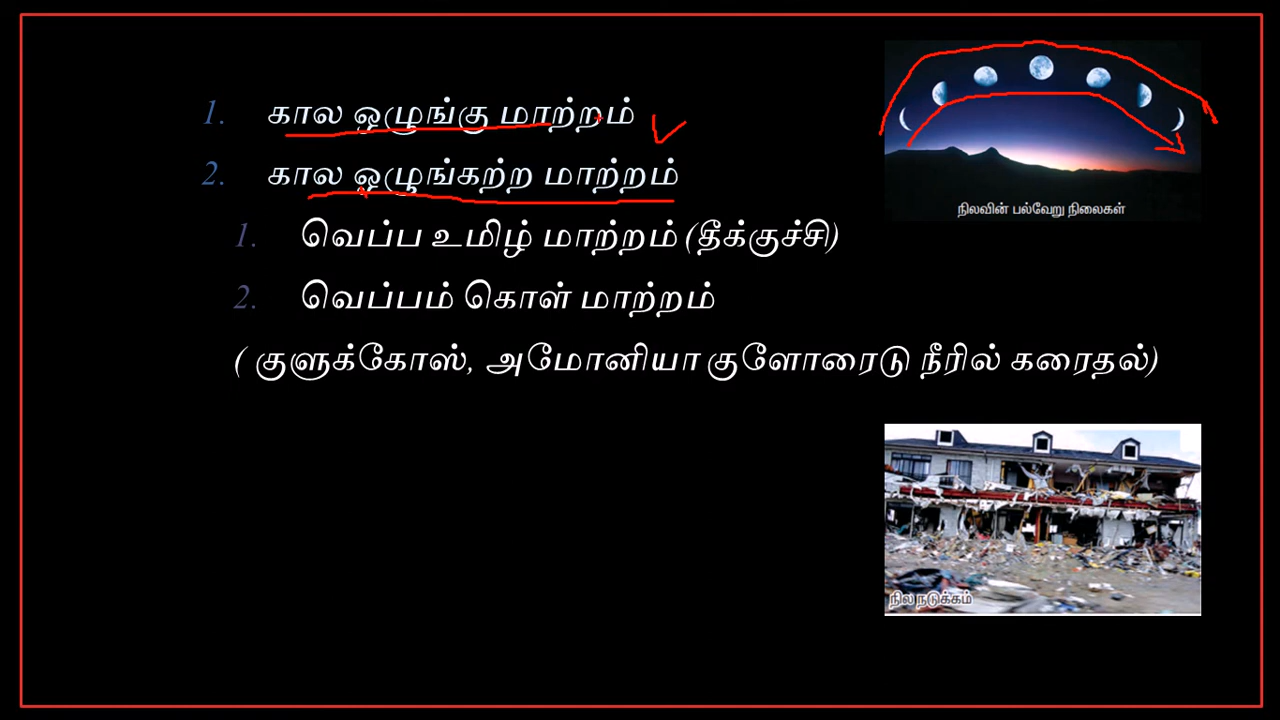 1. கால ஒழுங்கு மாற்றம்
2. கால ஒழுங்கற்ற மாற்றம்
1. வெப்ப உமிழ் மாற்றம் (தீக்குச்சி)
2. வெப்பம் கொள் மாற்றம்
( குளுக்கோஸ், அமோனியா குளோரைடு நீரில் கரைதல்)
நிலவின் பல்வேறு நிலைகள்
நில நடுக்கம்